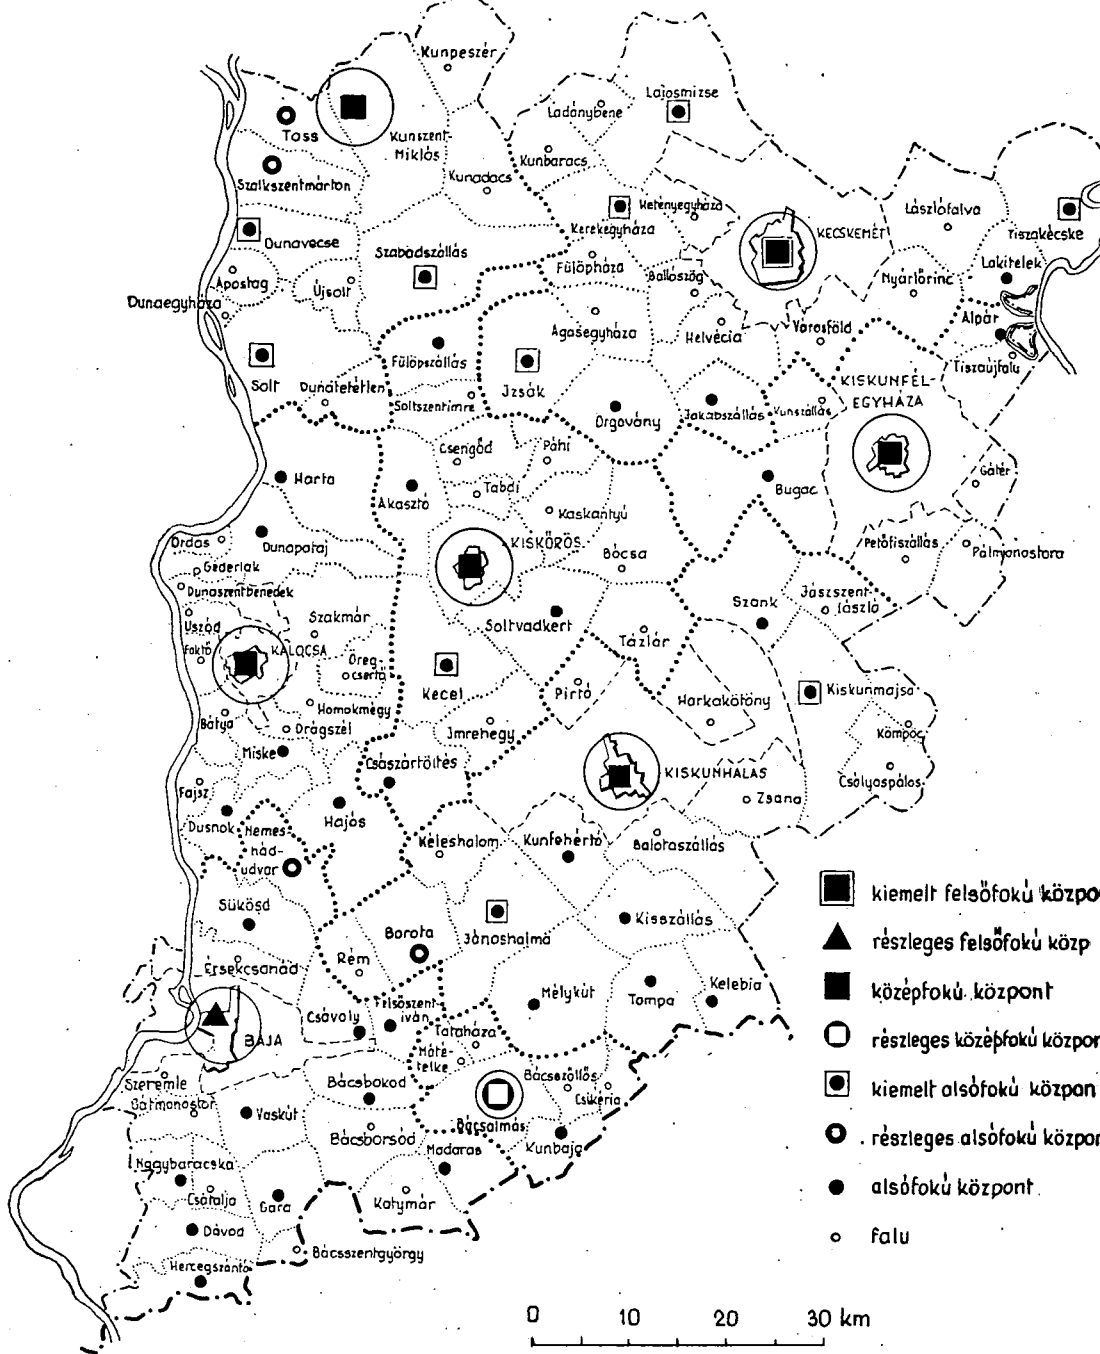 Kunpeszér
Ladánybene
Lajosmizse
Tass
Kunszent-
Miklós
Kunbaracs
Szalkszentmárton
Kunadacs
Dunavecse
Szabadszállás
Kerekegyháza
Hetényegyháza
KECSKEMÉT
Lászlófalva
Tiszakécske
Lakitelek
Apostag
Újsolt
Fülöpháza
Ballószög
Nyárlőrinc
Dunaegyháza
Ágasegyháza
Helvécia
Városföld
Alpár
Tiszaújfalu
Solt
Dunatetétlen
Fülöpszállás
Soltszentimre
Izsák
Orgovány
Jakabszállás
Kunszállás
KISKUNFÉL-
EGYHÁZA
Csengőd
Páhi
Harta
Akasztó
Tabdi
Kaskantyú
Bugac
Gátér
Ordas
Dunapataj
KISKŐRÖS
Bócsa
Petőfiszállás
Pálmonostora
Géderlak
Dunaszentbenedek
Uszód
Szakmár
Soltvadkert
Tázlár
Szank
Jászszent-
lászló
Foktő
KALOCSA
Öreg-
csertő
Kecel
Pirtó
Harkakötöny
Kiskunmajsa
Bátya
Homokmégy
Drágszél
Imrehegy
Kömpöc
Miske
Császártöltés
KISKUNHALAS
Zsana
Csólyospálos
Fajsz
Dusnok
Nemes-
nád-
udvar
Hajós
Kéleshalom
Kunfehértó
Balotaszállás
Sükösd
Borota
Jánoshalma
Kisszállás
Érsekcsanád
Rém
Mélykút
Tompa
Kelebia
BAJA
Csávoly
Felsőszent-
iván
Tataháza
Máté-
telke
Szeremle
Bátmonostor
Bácsbokod
Bácsszőllős
Csikéria
Vaskút
Bácsborsód
Bácsalmás
Kunbaja
Madaras
Nagybaracska
Csátalja
Gara
Katymár
Dávod
Bácsszentgyörgy
Hercegszántó
kiemelt felsőfokú közpo
részleges felsőfokú közp
középfokú központ
részleges középfokú közpon
kiemelt alsófokú közpon
részleges alsófokú közpon
alsófokú központ
falu
0 10 20 30 km